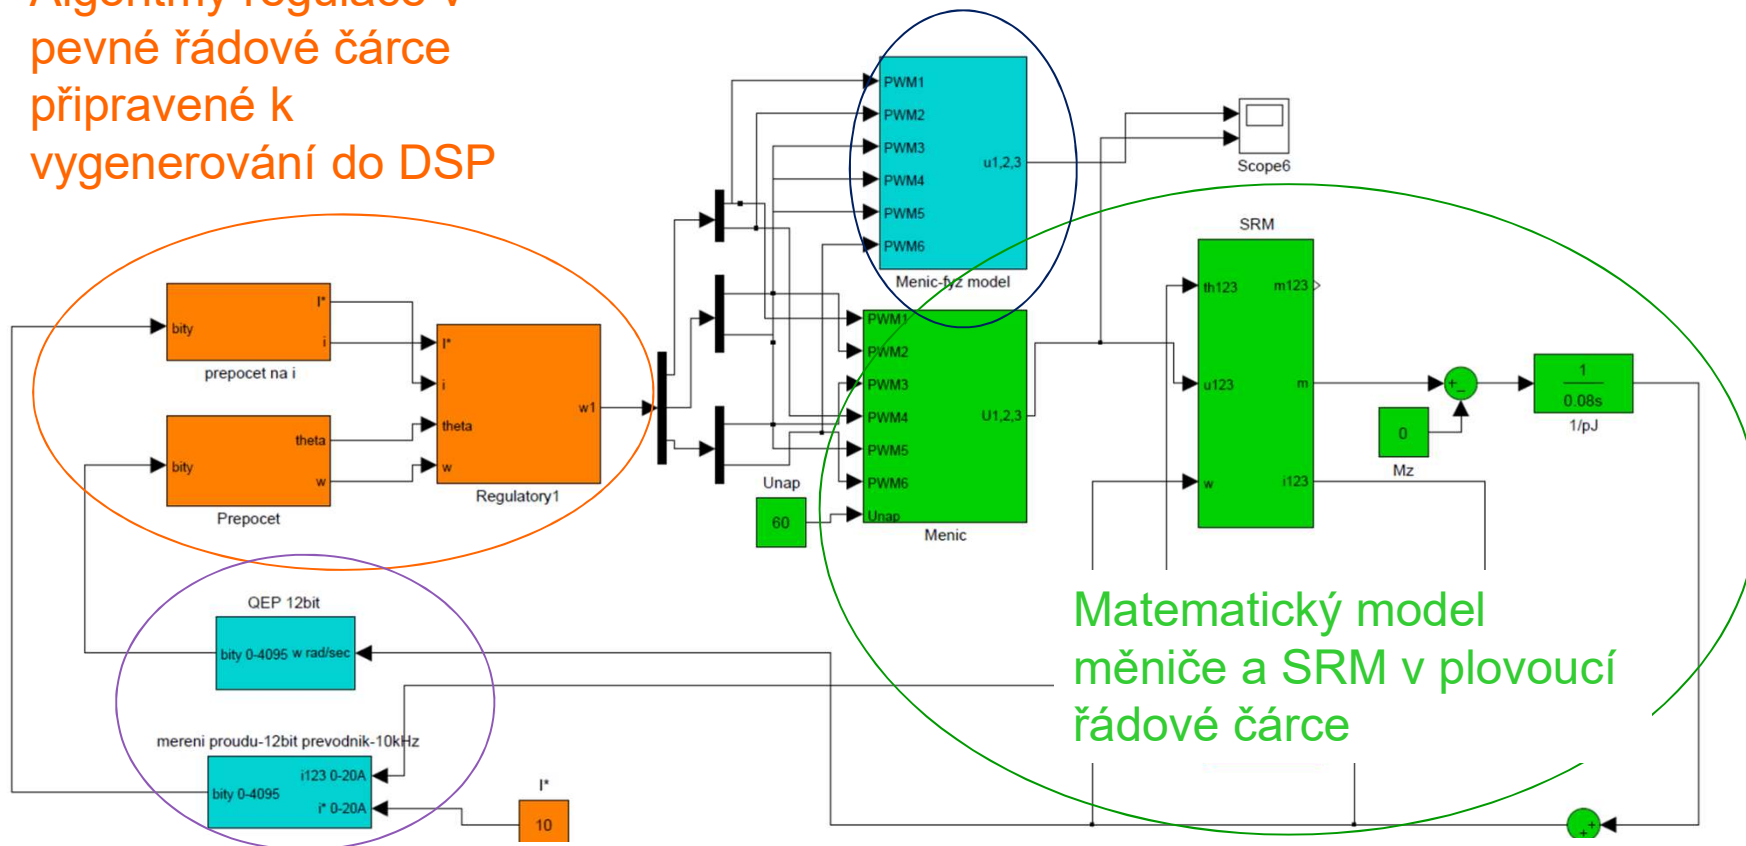 Algoritmy regulace v
pevné řádové čárce
připravené k
vygenerování do DSP
PWM1
PWM2
PWM3
PWM4
PWM5
PWM6
u1,2,3
Menic-fyz model
Scope6
bity
I*
i
prepocet na i
bity
theta
w
Prepocet
I*
i
theta
w
w1
Regulatory1
PWM1
PWM2
PWM3
PWM4
PWM5
PWM6
Unap
U1,2,3
Menic
Unap
60
SRM
th123
u123
w
m123
m
i123
0
Mz
1
0.08s
1/pJ
QEP 12bit
bity 0-4095 w rad/sec
mereni proudu-12bit prevodnik-10kHz
bity 0-4095
i123 0-20A
i* 0-20A
I*
10
Matematický model
měniče a SRM v plovoucí
řádové čárce